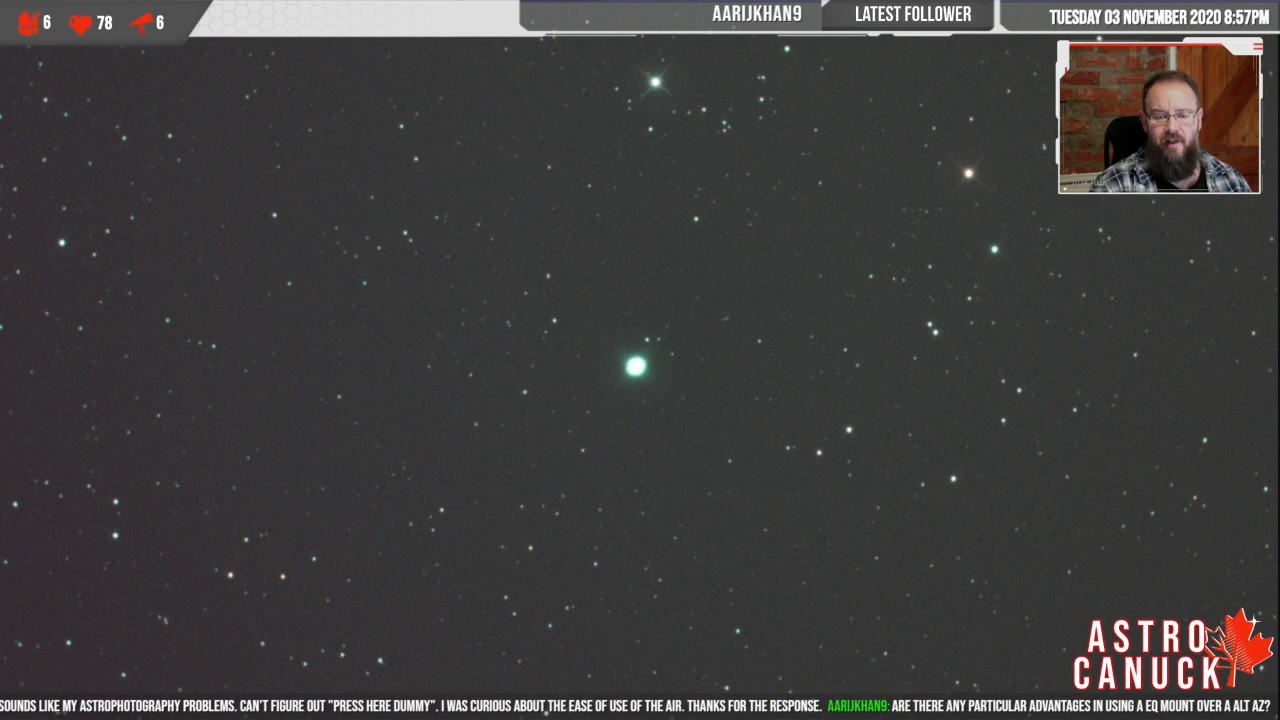 6 78 6
AARIJKHAN9 LATEST FOLLOWER TUESDAY 03 NOVEMBER 2020 8:57PM
ASTRO
CANUCK
SOUNDS LIKE MY ASTROPHOTOGRAPHY PROBLEMS. CAN'T FIGURE OUT "PRESS HERE DUMMY". I WAS CURIOUS ABOUT THE EASE OF USE OF THE AIR. THANKS FOR THE RESPONSE. AARIJKHAN9: ARE THERE ANY PARTICULAR ADVANTAGES IN USING A EQ MOUNT OVER A ALT AZ?